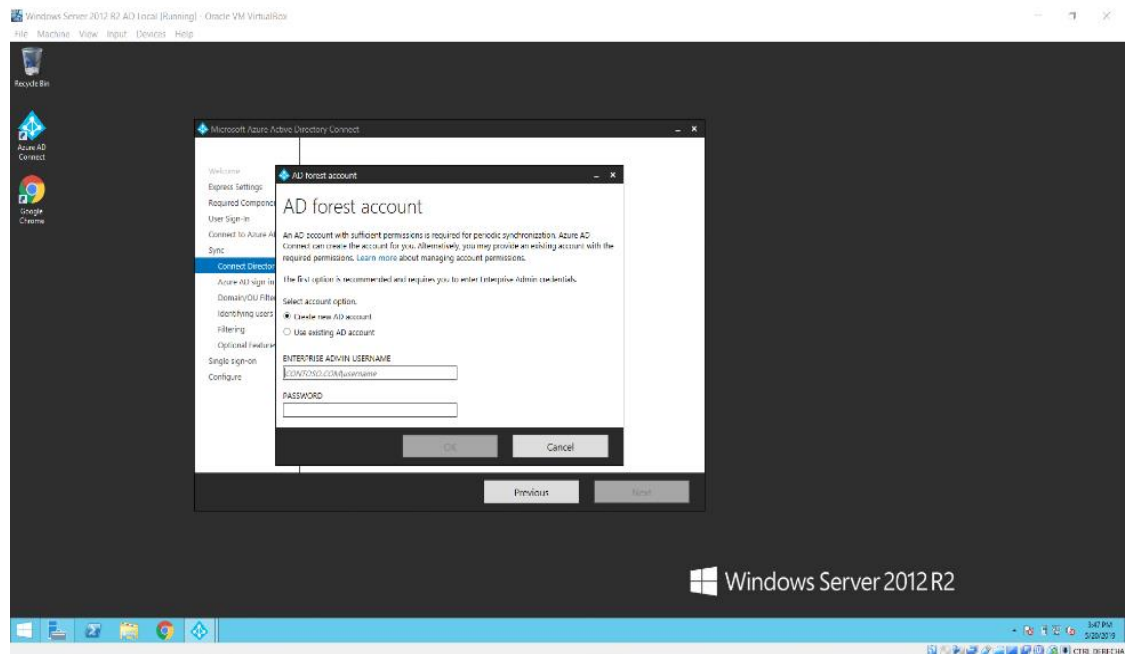 Windows Server 2012 R2 AD Local [Running] - Oracle VM VirtualBox
File Machine View Input Devices Help
Recycle Bin
Azure AD
Connect
Google
Chrome
Microsoft Azure Active Directory Connect
Welcome
Express Settings
Required Compone
User Sign-In
Connect to Azure A
Sync
Connect Director
Azure AD sign in
Domain/OU Filte
Identifying users
Filtering
Optional Feature
Single sign-on
Configure
AD forest account
AD forest account
An AD account with sufficient permissions is required for periodic synchronization. Azure AD
Connect can create the account for you. Alternatively, you may provide an existing account with the
required permissions. Learn more about managing account permissions.
The first option is recommended and requires you to enter Enterprise Admin credentials.
Select account option.
Create new AD account
Use existing AD account
ENTERPRISE ADMIN USERNAME
CONTOSO.COM\username
PASSWORD
OK
Cancel
Previous
Next
Windows Server 2012 R2
3:47 PM
5/20/2019
CTRL DERECHA